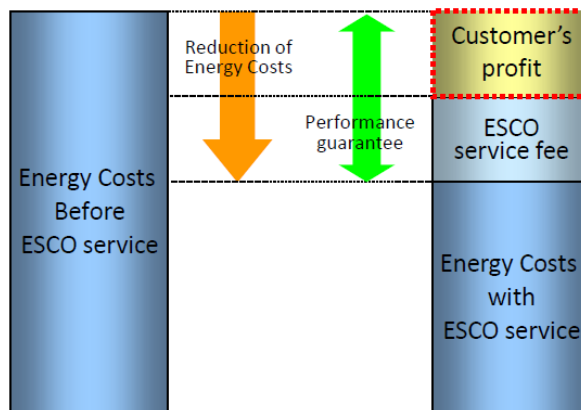 Reduction of
Energy Costs
Customer's
profit
Performance
guarantee
ESCO
service fee
Energy Costs
Before
ESCO service
Energy Costs
with
ESCO service